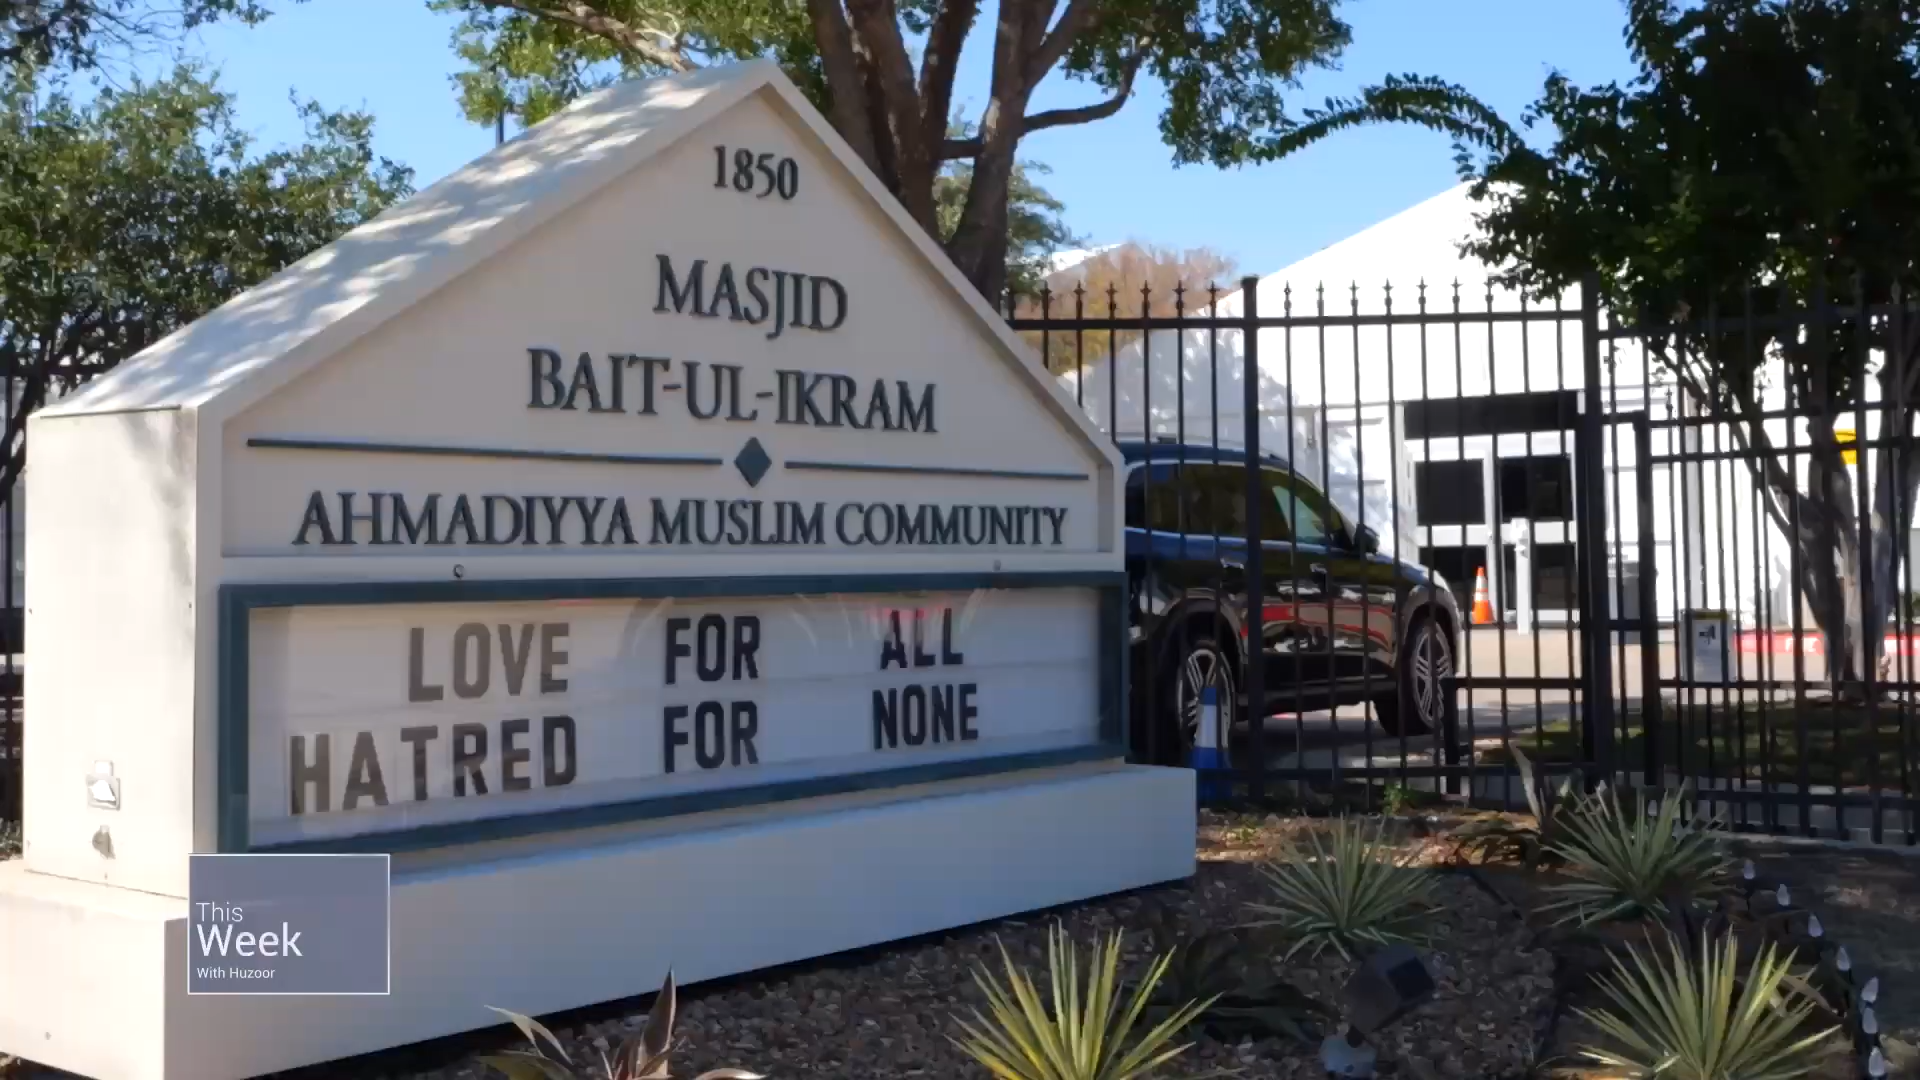 1850
MASJID
BAIT-UL-IKRAM
AHMADIYYA MUSLIM COMMUNITY
LOVE FOR ALL
HATRED FOR NONE
This
Week
With Huzoor